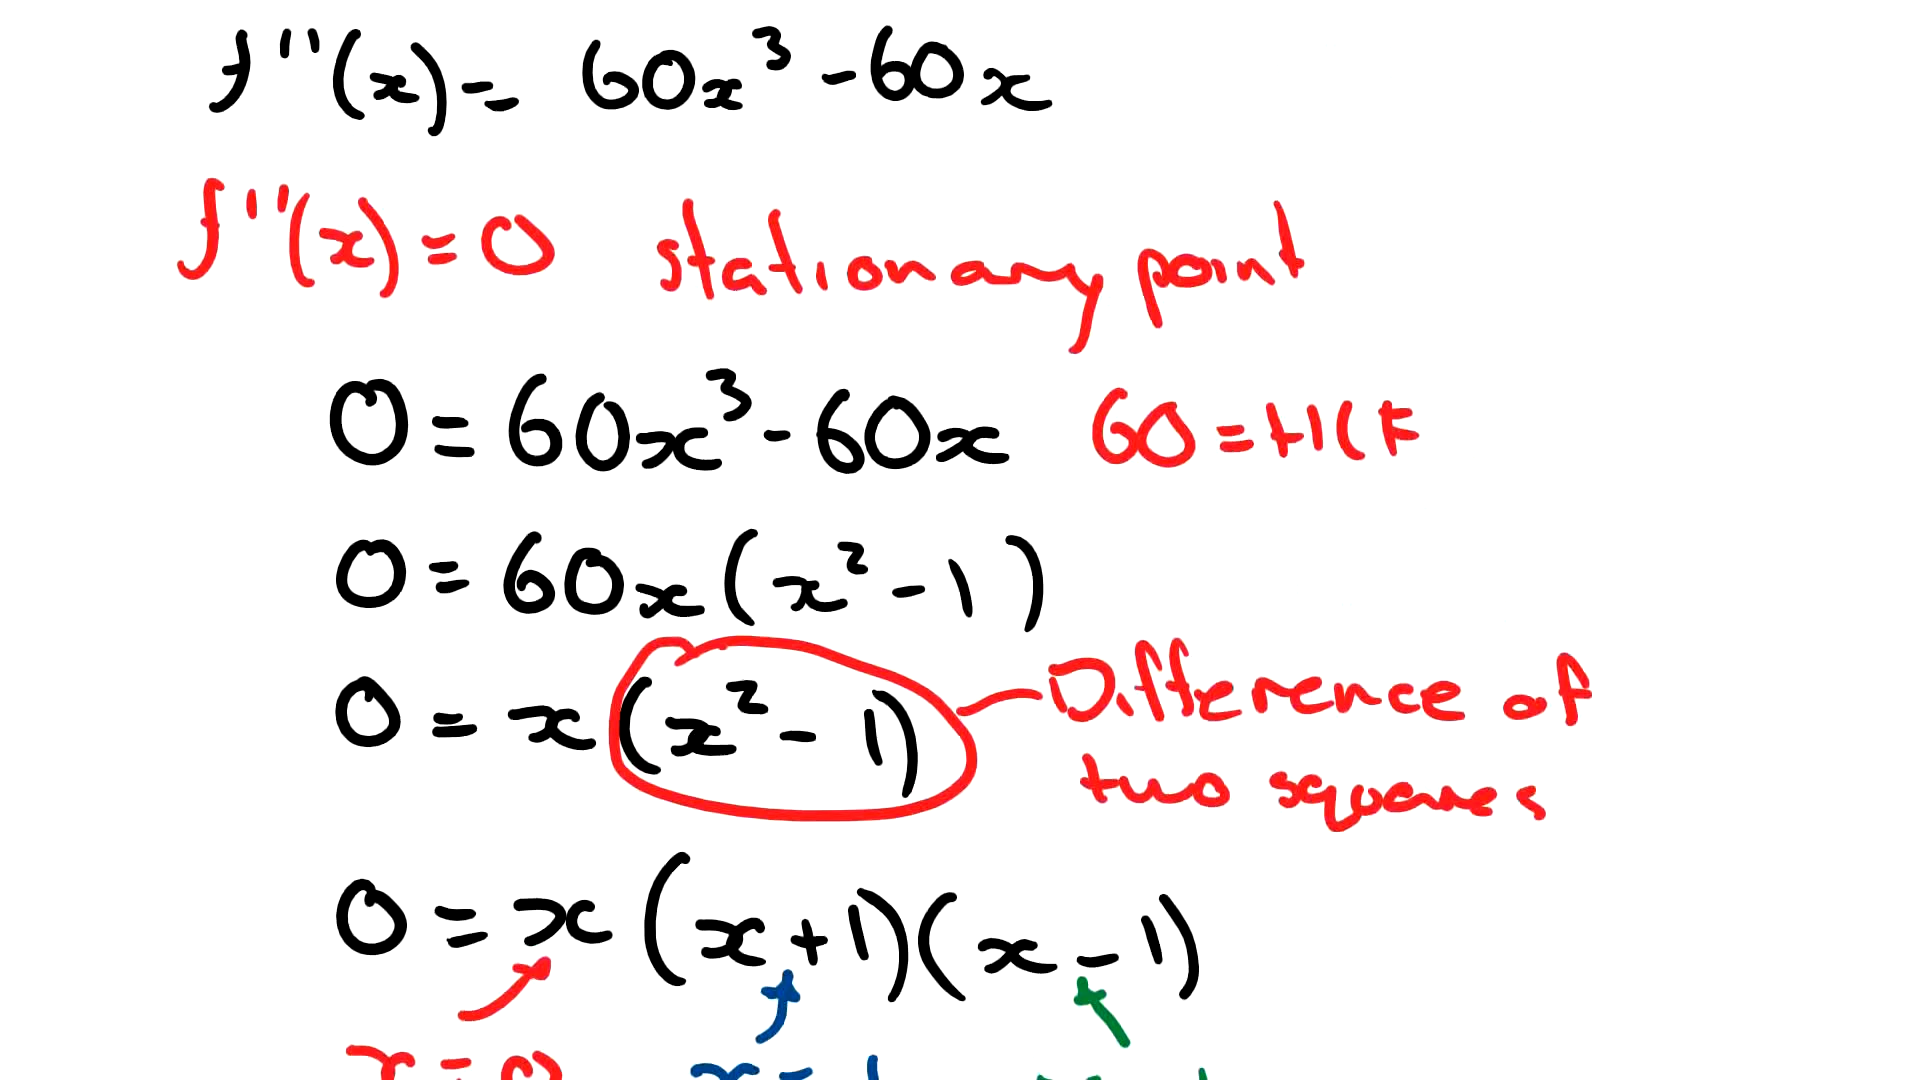 f''(x) = 60x³ - 60x
f''(x) = 0 stationary point
0 = 60x³ - 60x 60 = HCF
0 = 60x(x² - 1)
0 = x(x² - 1) Difference of
two squares
0 = x(x+1)(x-1)
x = 0